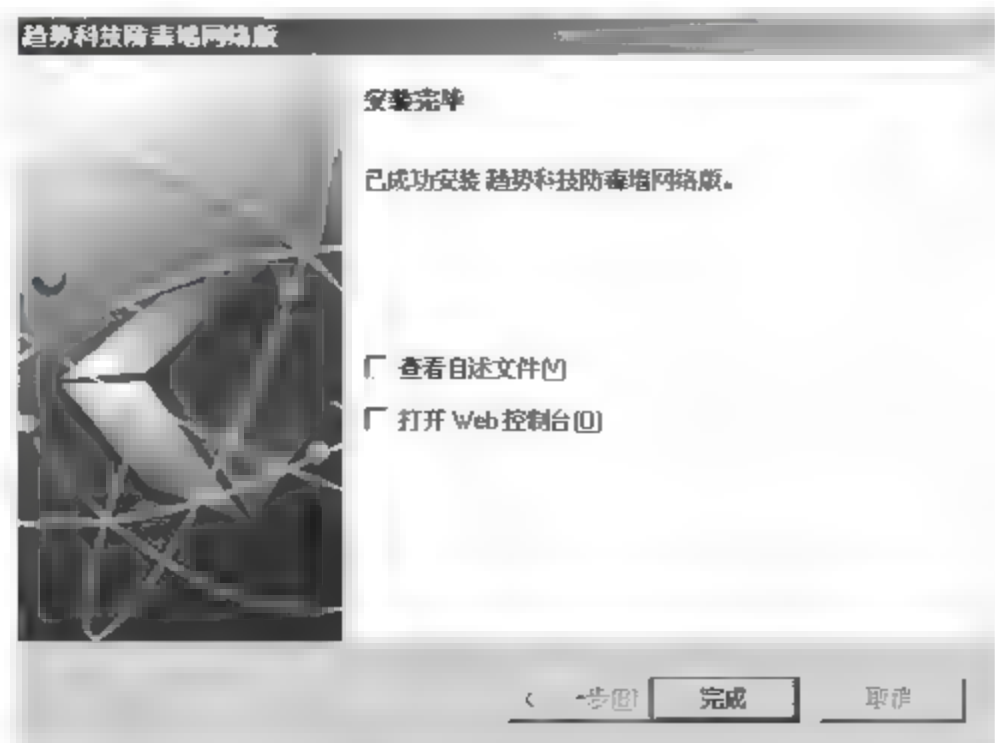 趋势科技防毒墙网络版
安装完毕
已成功安装 趋势科技防毒墙网络版。
查看自述文件(V)
打开 Web 控制台(O)
< 一步(B)
完成
取消